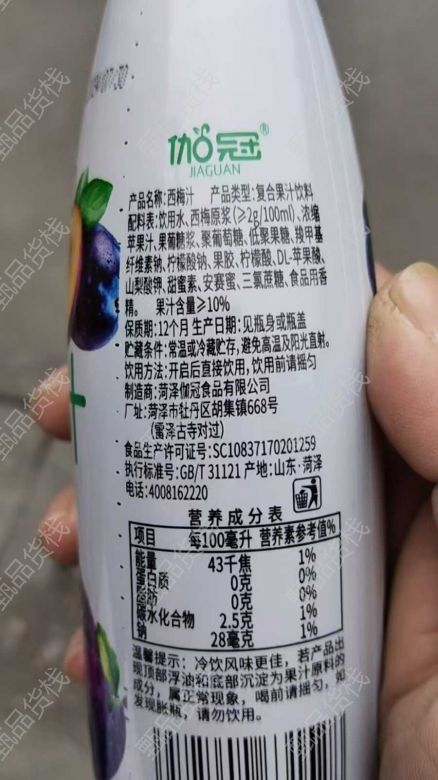 伽冠®
JIAGUAN
产品名称:西梅汁 产品类型:复合果汁饮料
配料表:饮用水、西梅原浆(≥2g/100ml)、浓缩
苹果汁、果葡糖浆、聚葡萄糖、低聚果糖、羧甲基
纤维素钠、柠檬酸钠、果胶、柠檬酸、DL-苹果酸、
山梨酸钾、甜蜜素、安赛蜜、三氯蔗糖、食品用香
精。 果汁含量≥10%
保质期:12个月 生产日期:见瓶身或瓶盖
贮藏条件:常温或冷藏贮存,避免高温及阳光直射。
饮用方法:开启后直接饮用,饮用前请摇匀
制造商:菏泽伽冠食品有限公司
厂址:菏泽市牡丹区胡集镇668号
(雷泽古寺对过)
食品生产许可证号:SC10837170201259
执行标准号:GB/T 31121 产地:山东·菏泽
电话:4008162220
营养成分表
项目 每100毫升 营养素参考值%
能量 43千焦 1%
蛋白质 0克 0%
脂肪 0克 0%
碳水化合物 2.5克 1%
钠 28毫克 1%
温馨提示:冷饮风味更佳,若产品出
现顶部浮油和底部沉淀为果汁原料的
成分,属正常现象,喝前请摇匀,如
发现胀瓶,请勿饮用。
汁
甄品货栈